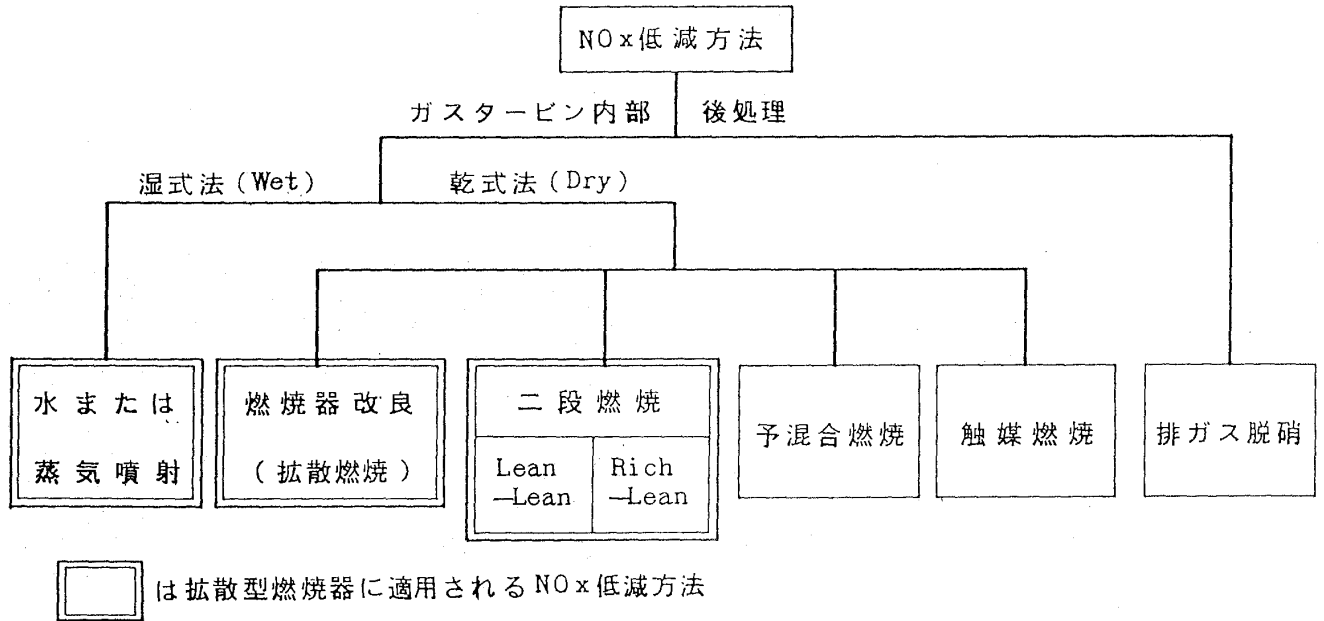 NOx低減方法
ガスタービン内部
後処理
湿式法(Wet)
乾式法(Dry)
水または
蒸気噴射
燃焼器改良
(拡散燃焼)
二段燃焼
Lean
—Lean
Rich
—Lean
予混合燃焼
触媒燃焼
排ガス脱硝
は拡散型燃焼器に適用されるNOx低減方法